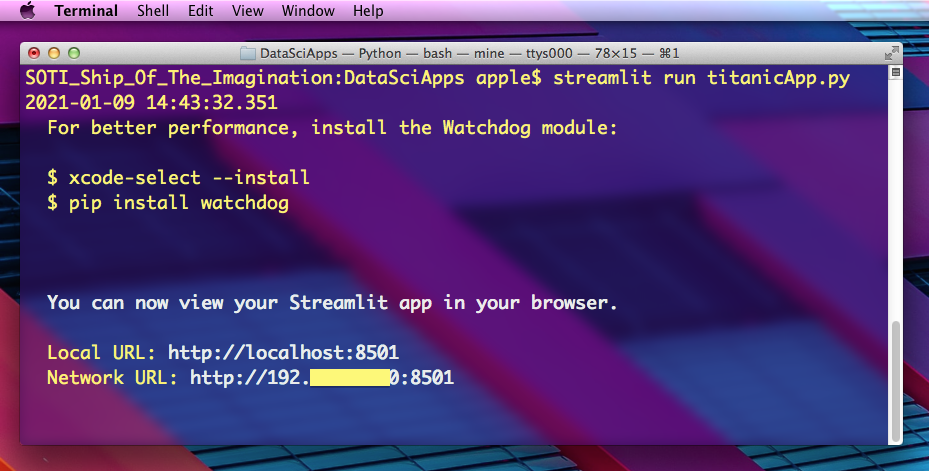 Terminal Shell Edit View Window Help
DataSciApps — Python — bash — mine — ttys000 — 78×15 — ⌘1
SOTI_Ship_Of_The_Imagination:DataSciApps apple$ streamlit run titanicApp.py
2021-01-09 14:43:32.351
For better performance, install the Watchdog module:
$ xcode-select --install
$ pip install watchdog
You can now view your Streamlit app in your browser.
Local URL: http://localhost:8501
Network URL: http://192. 0:8501